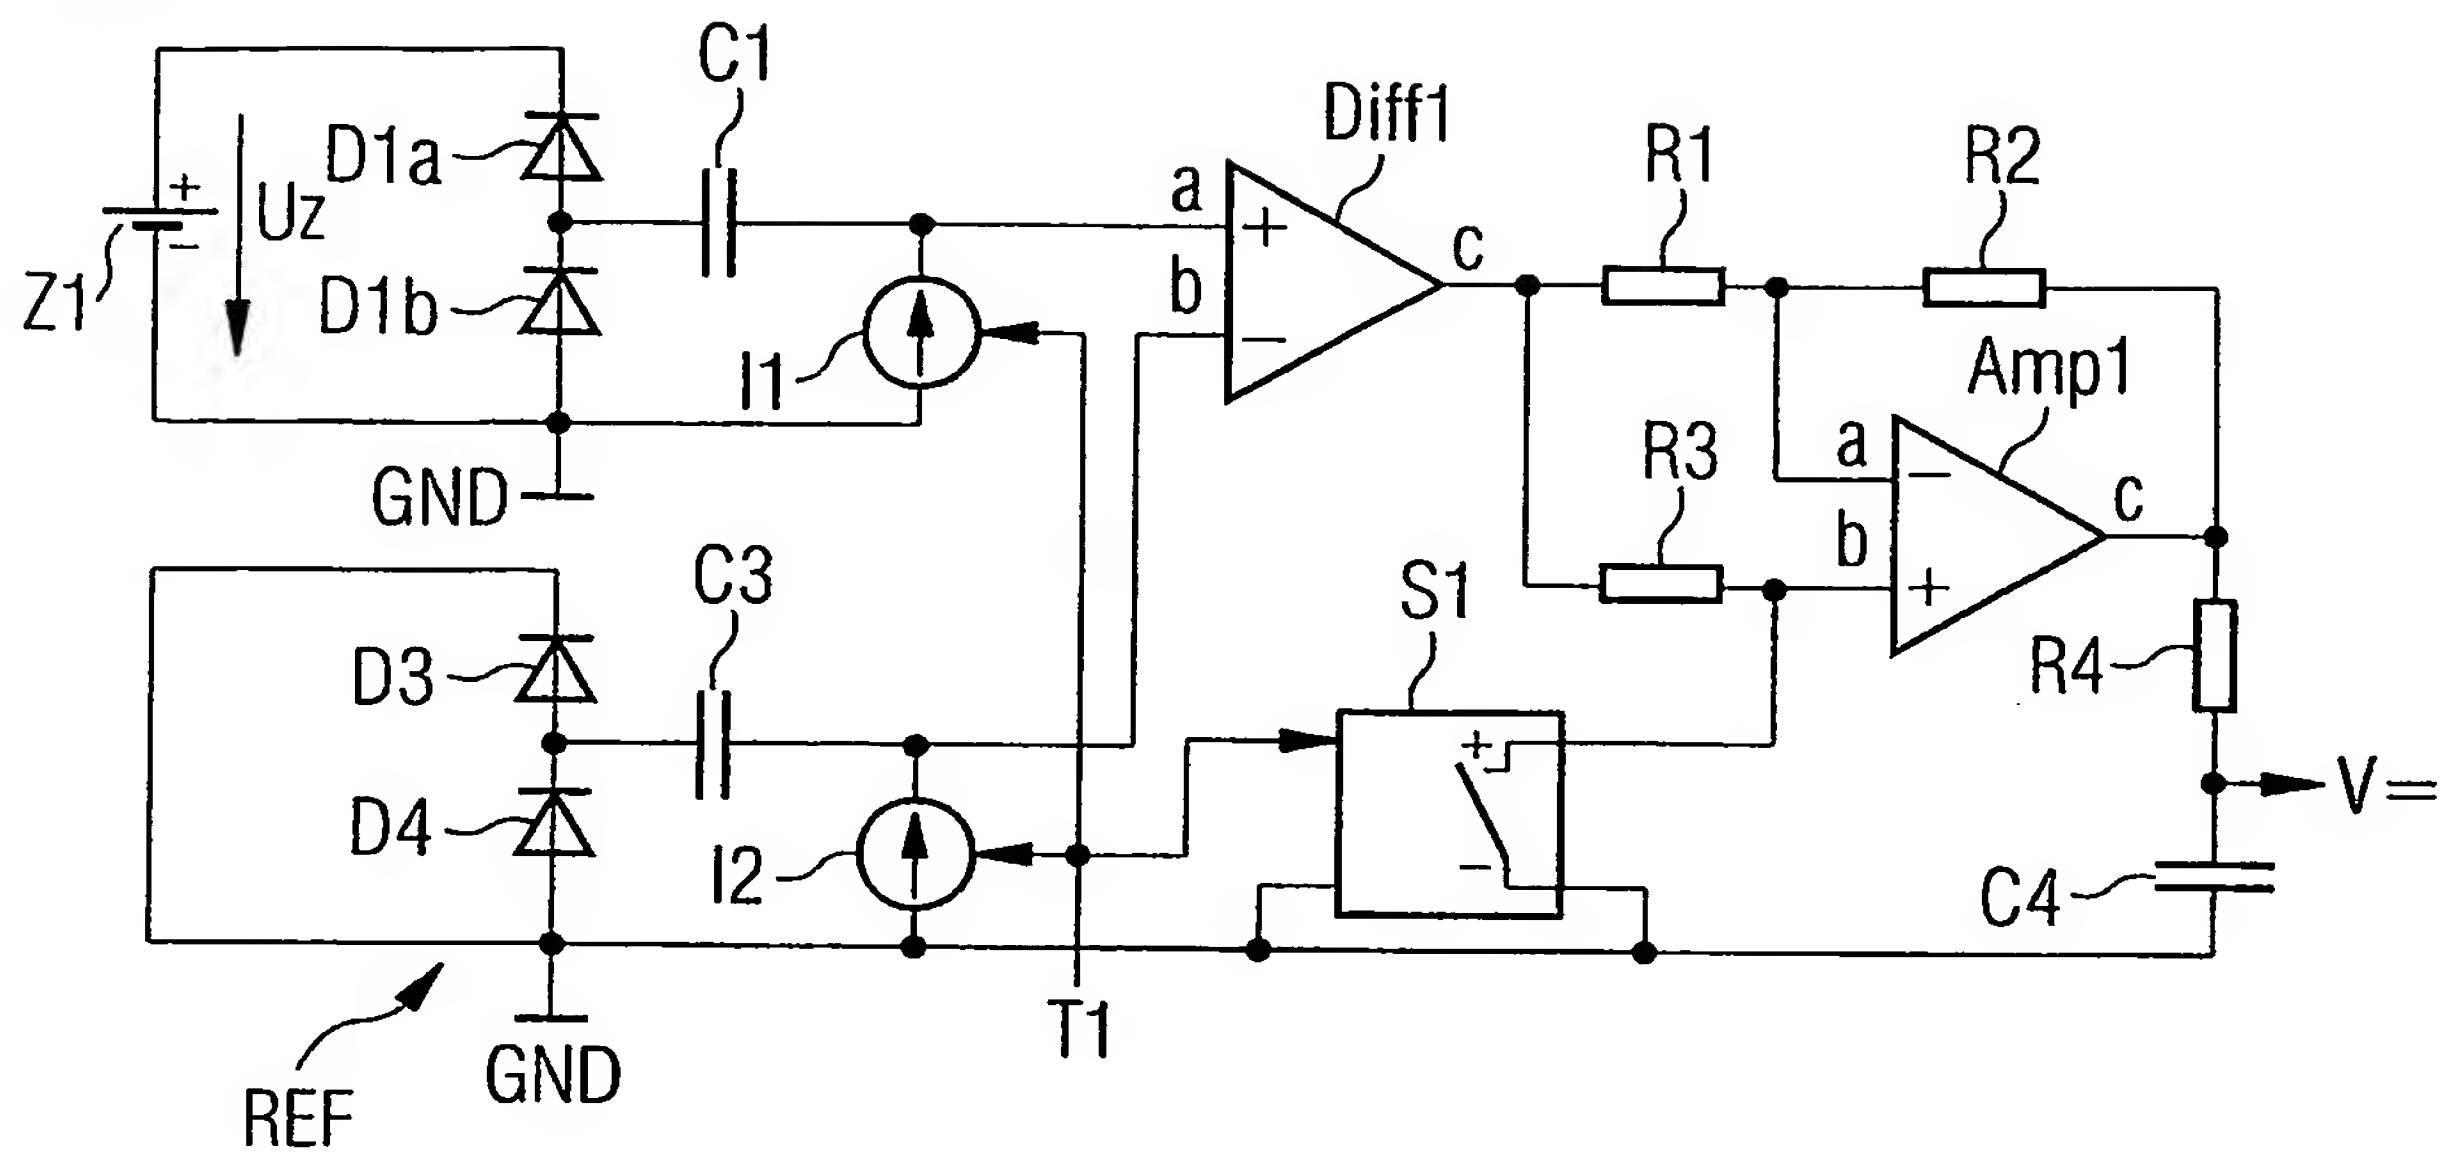 C1
Diff1
R1
R2
D1a
+
Uz
a
+
c
−
Z1
D1b
b
−
I1
Amp1
a
−
R3
c
GND
b
+
C3
S1
D3
R4
+
V=
D4
I2
−
C4
T1
GND
REF